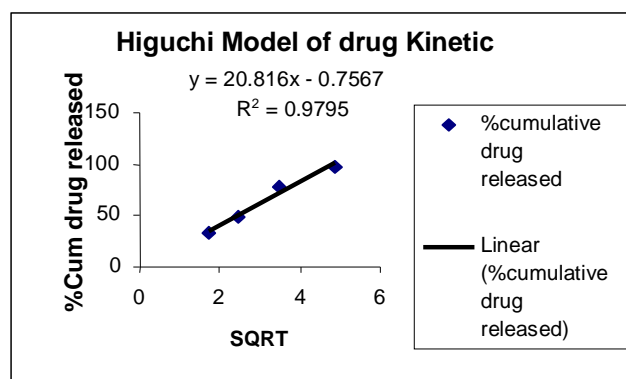 Higuchi Model of drug Kinetic
y = 20.816x - 0.7567
R² = 0.9795
%Cum drug released
150
100
50
0
0 2 4 6
SQRT
%cumulative
drug
released
Linear
(%cumulative
drug
released)